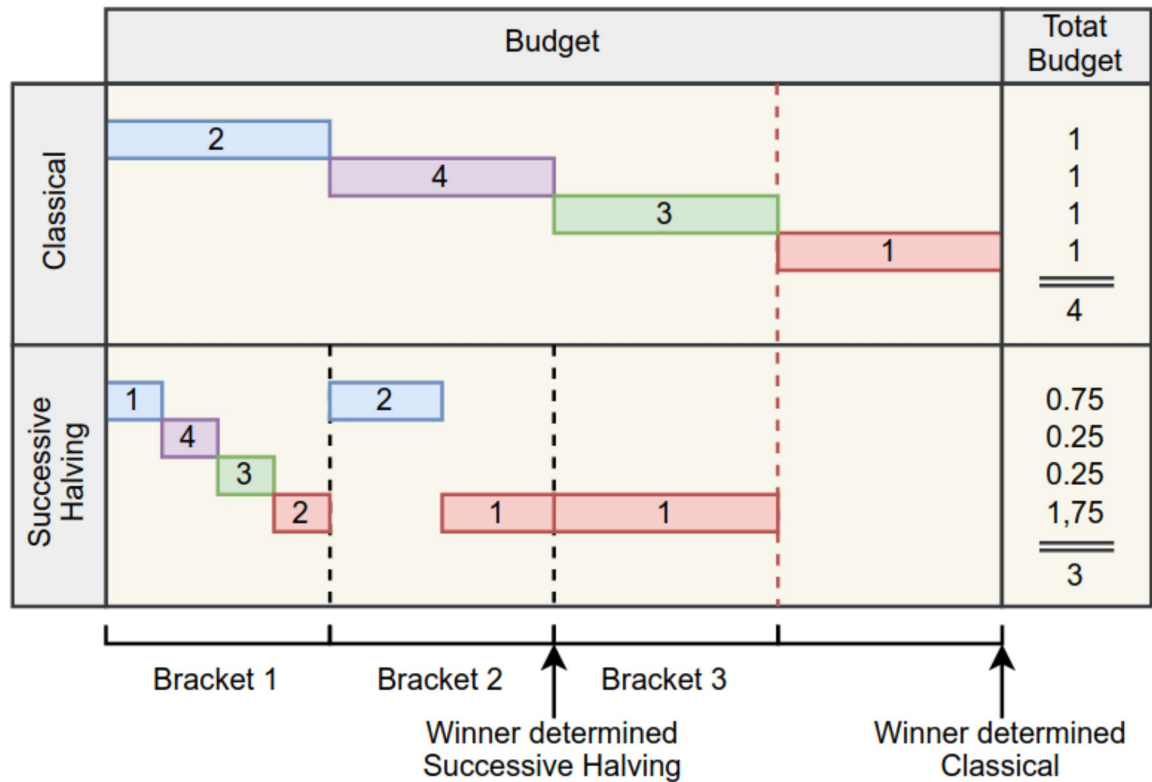 Budget
Totat
Budget
Classical
2
4
3
1
1
1
1
1
4
Successive
Halving
1
4
3
2
2
1
1
0.75
0.25
0.25
1,75
3
Bracket 1
Bracket 2
Bracket 3
Winner determined
Successive Halving
Winner determined
Classical